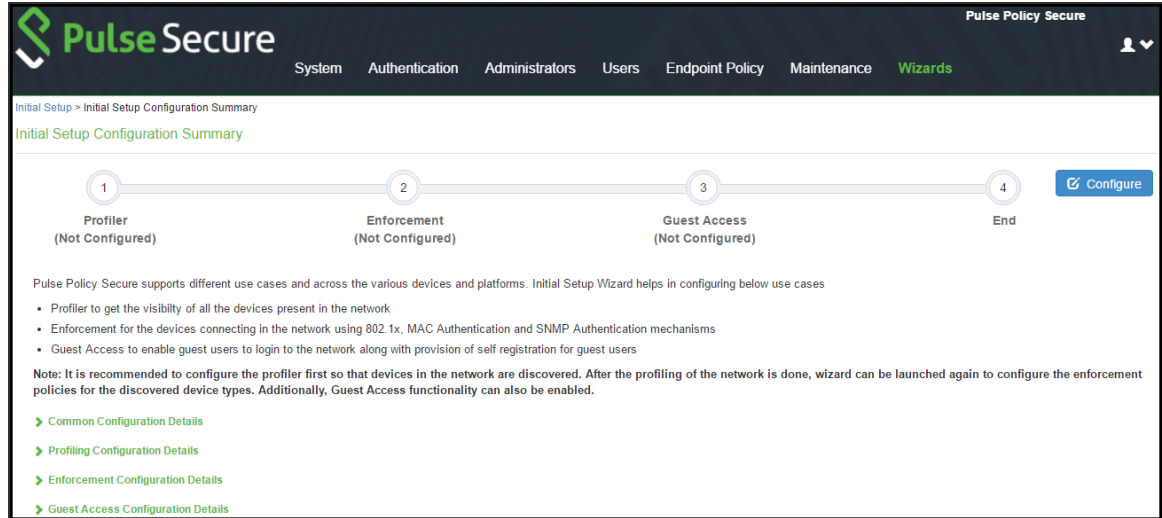 Pulse Policy Secure
Pulse Secure
System Authentication Administrators Users Endpoint Policy Maintenance Wizards
Initial Setup > Initial Setup Configuration Summary
Initial Setup Configuration Summary
1 2 3 4 Configure
Profiler Enforcement Guest Access End
(Not Configured) (Not Configured) (Not Configured)
Pulse Policy Secure supports different use cases and across the various devices and platforms. Initial Setup Wizard helps in configuring below use cases
• Profiler to get the visibilty of all the devices present in the network
• Enforcement for the devices connecting in the network using 802.1x, MAC Authentication and SNMP Authentication mechanisms
• Guest Access to enable guest users to login to the network along with provision of self registration for guest users
Note: It is recommended to configure the profiler first so that devices in the network are discovered. After the profiling of the network is done, wizard can be launched again to configure the enforcement
policies for the discovered device types. Additionally, Guest Access functionality can also be enabled.
Common Configuration Details
Profiling Configuration Details
Enforcement Configuration Details
Guest Access Configuration Details